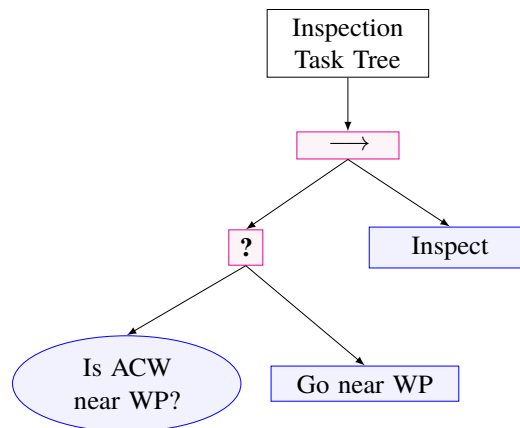 Inspection
Task Tree
⟶
?
Inspect
Is ACW
near WP?
Go near WP